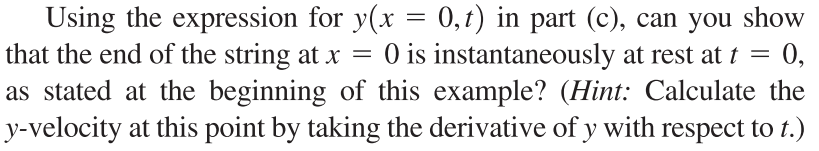 Using the expression for y(x = 0, t) in part (c), can you show
that the end of the string at x = 0 is instantaneously at rest at t = 0,
as stated at the beginning of this example? (Hint: Calculate the
y-velocity at this point by taking the derivative of y with respect to t.)